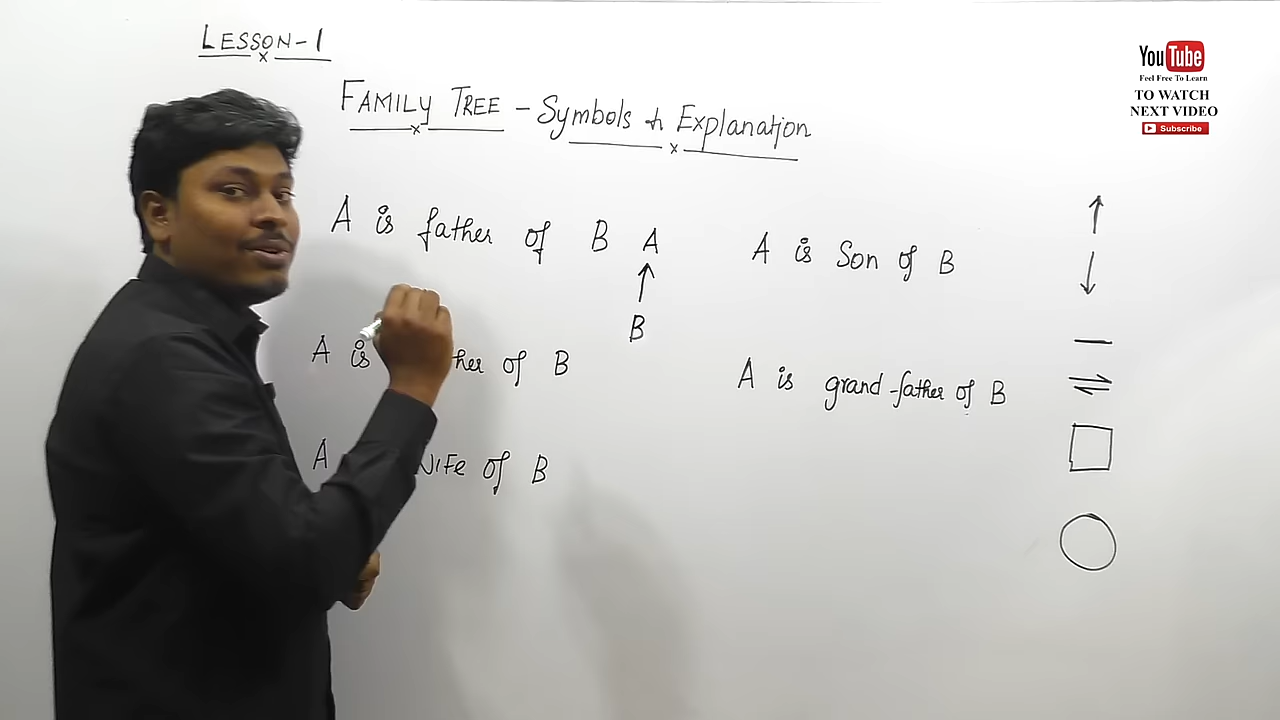 LESSON-1
FAMILY TREE - Symbols & Explanation
A is father of B
A
B
A is Son of B
A is ther of B
A is grand-father of B
A wife of B
YouTube
Feel Free To Learn
TO WATCH
NEXT VIDEO
Subscribe